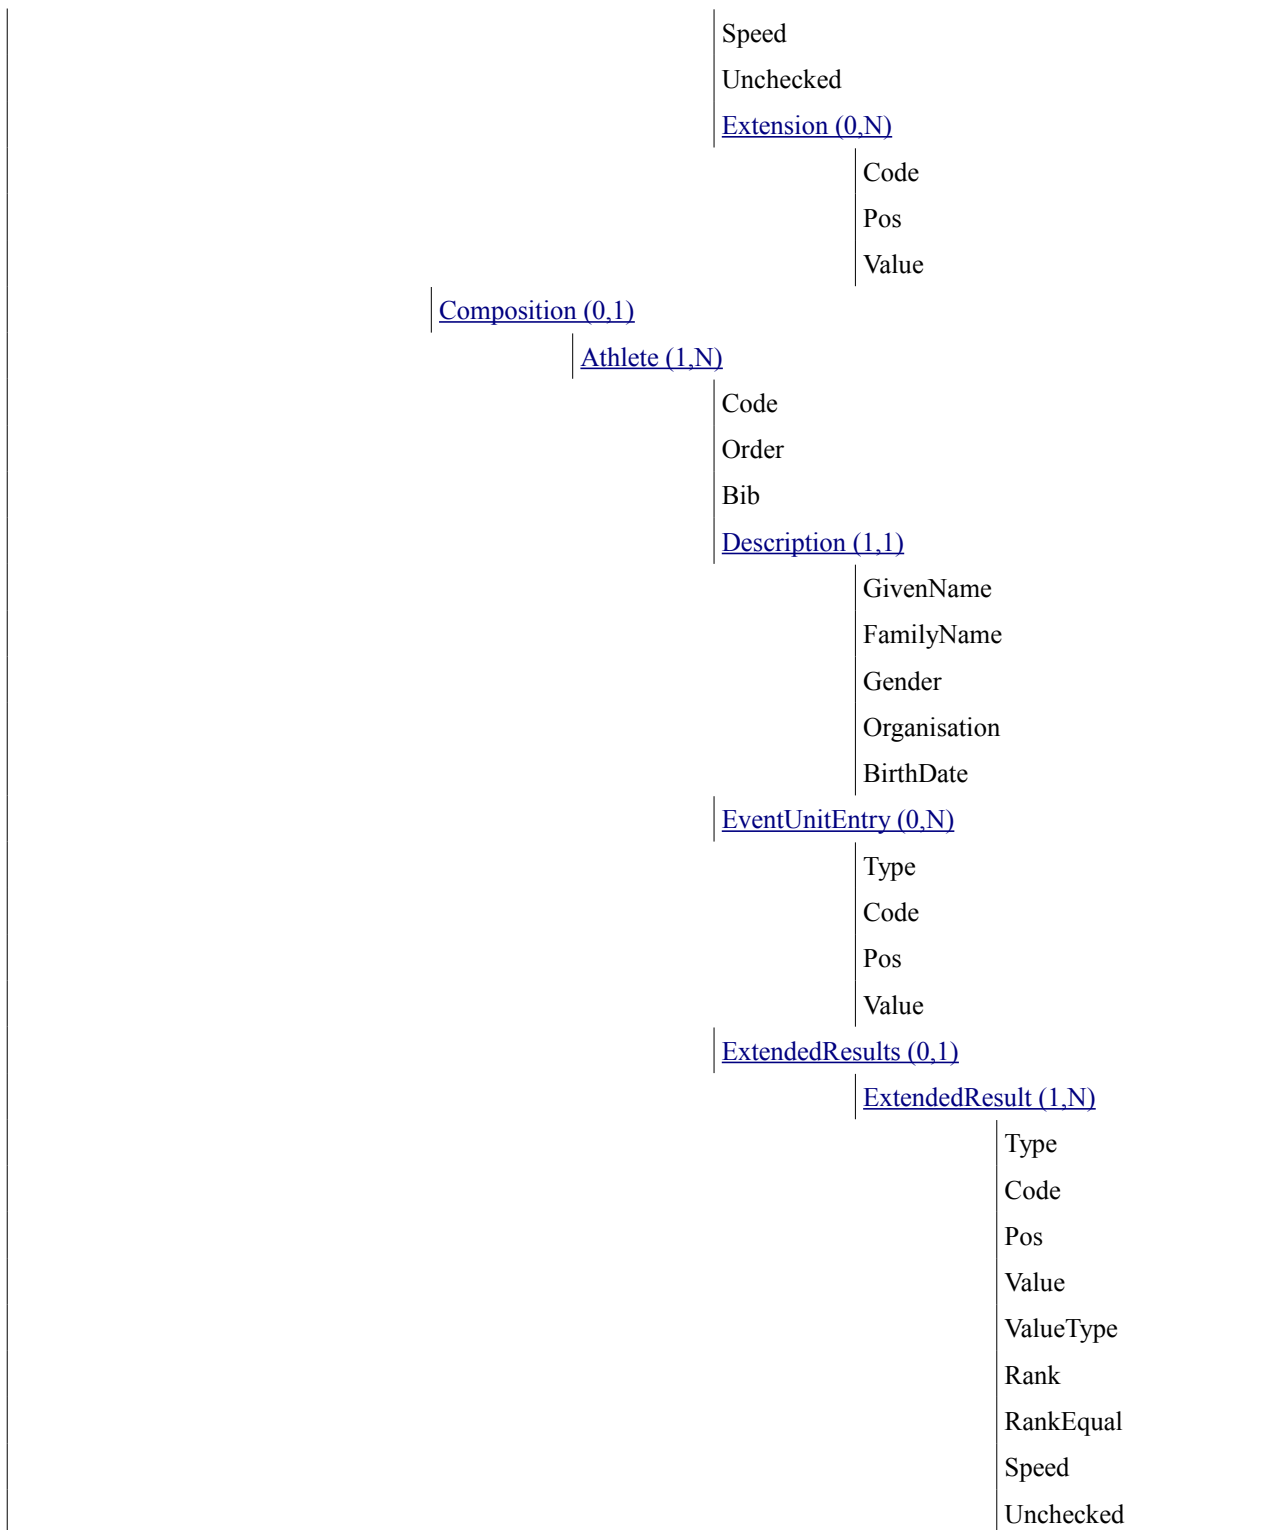 Speed
Unchecked
Extension (0,N)
Code
Pos
Value
Composition (0,1)
Athlete (1,N)
Code
Order
Bib
Description (1,1)
GivenName
FamilyName
Gender
Organisation
BirthDate
EventUnitEntry (0,N)
Type
Code
Pos
Value
ExtendedResults (0,1)
ExtendedResult (1,N)
Type
Code
Pos
Value
ValueType
Rank
RankEqual
Speed
Unchecked